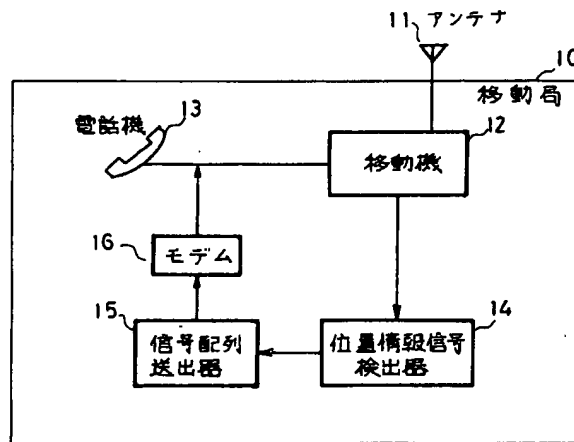 11 アンテナ
10
移動局
13
電話機
12
移動機
16
モデム
15
信号配列
送出器
14
位置情報信号
検出器